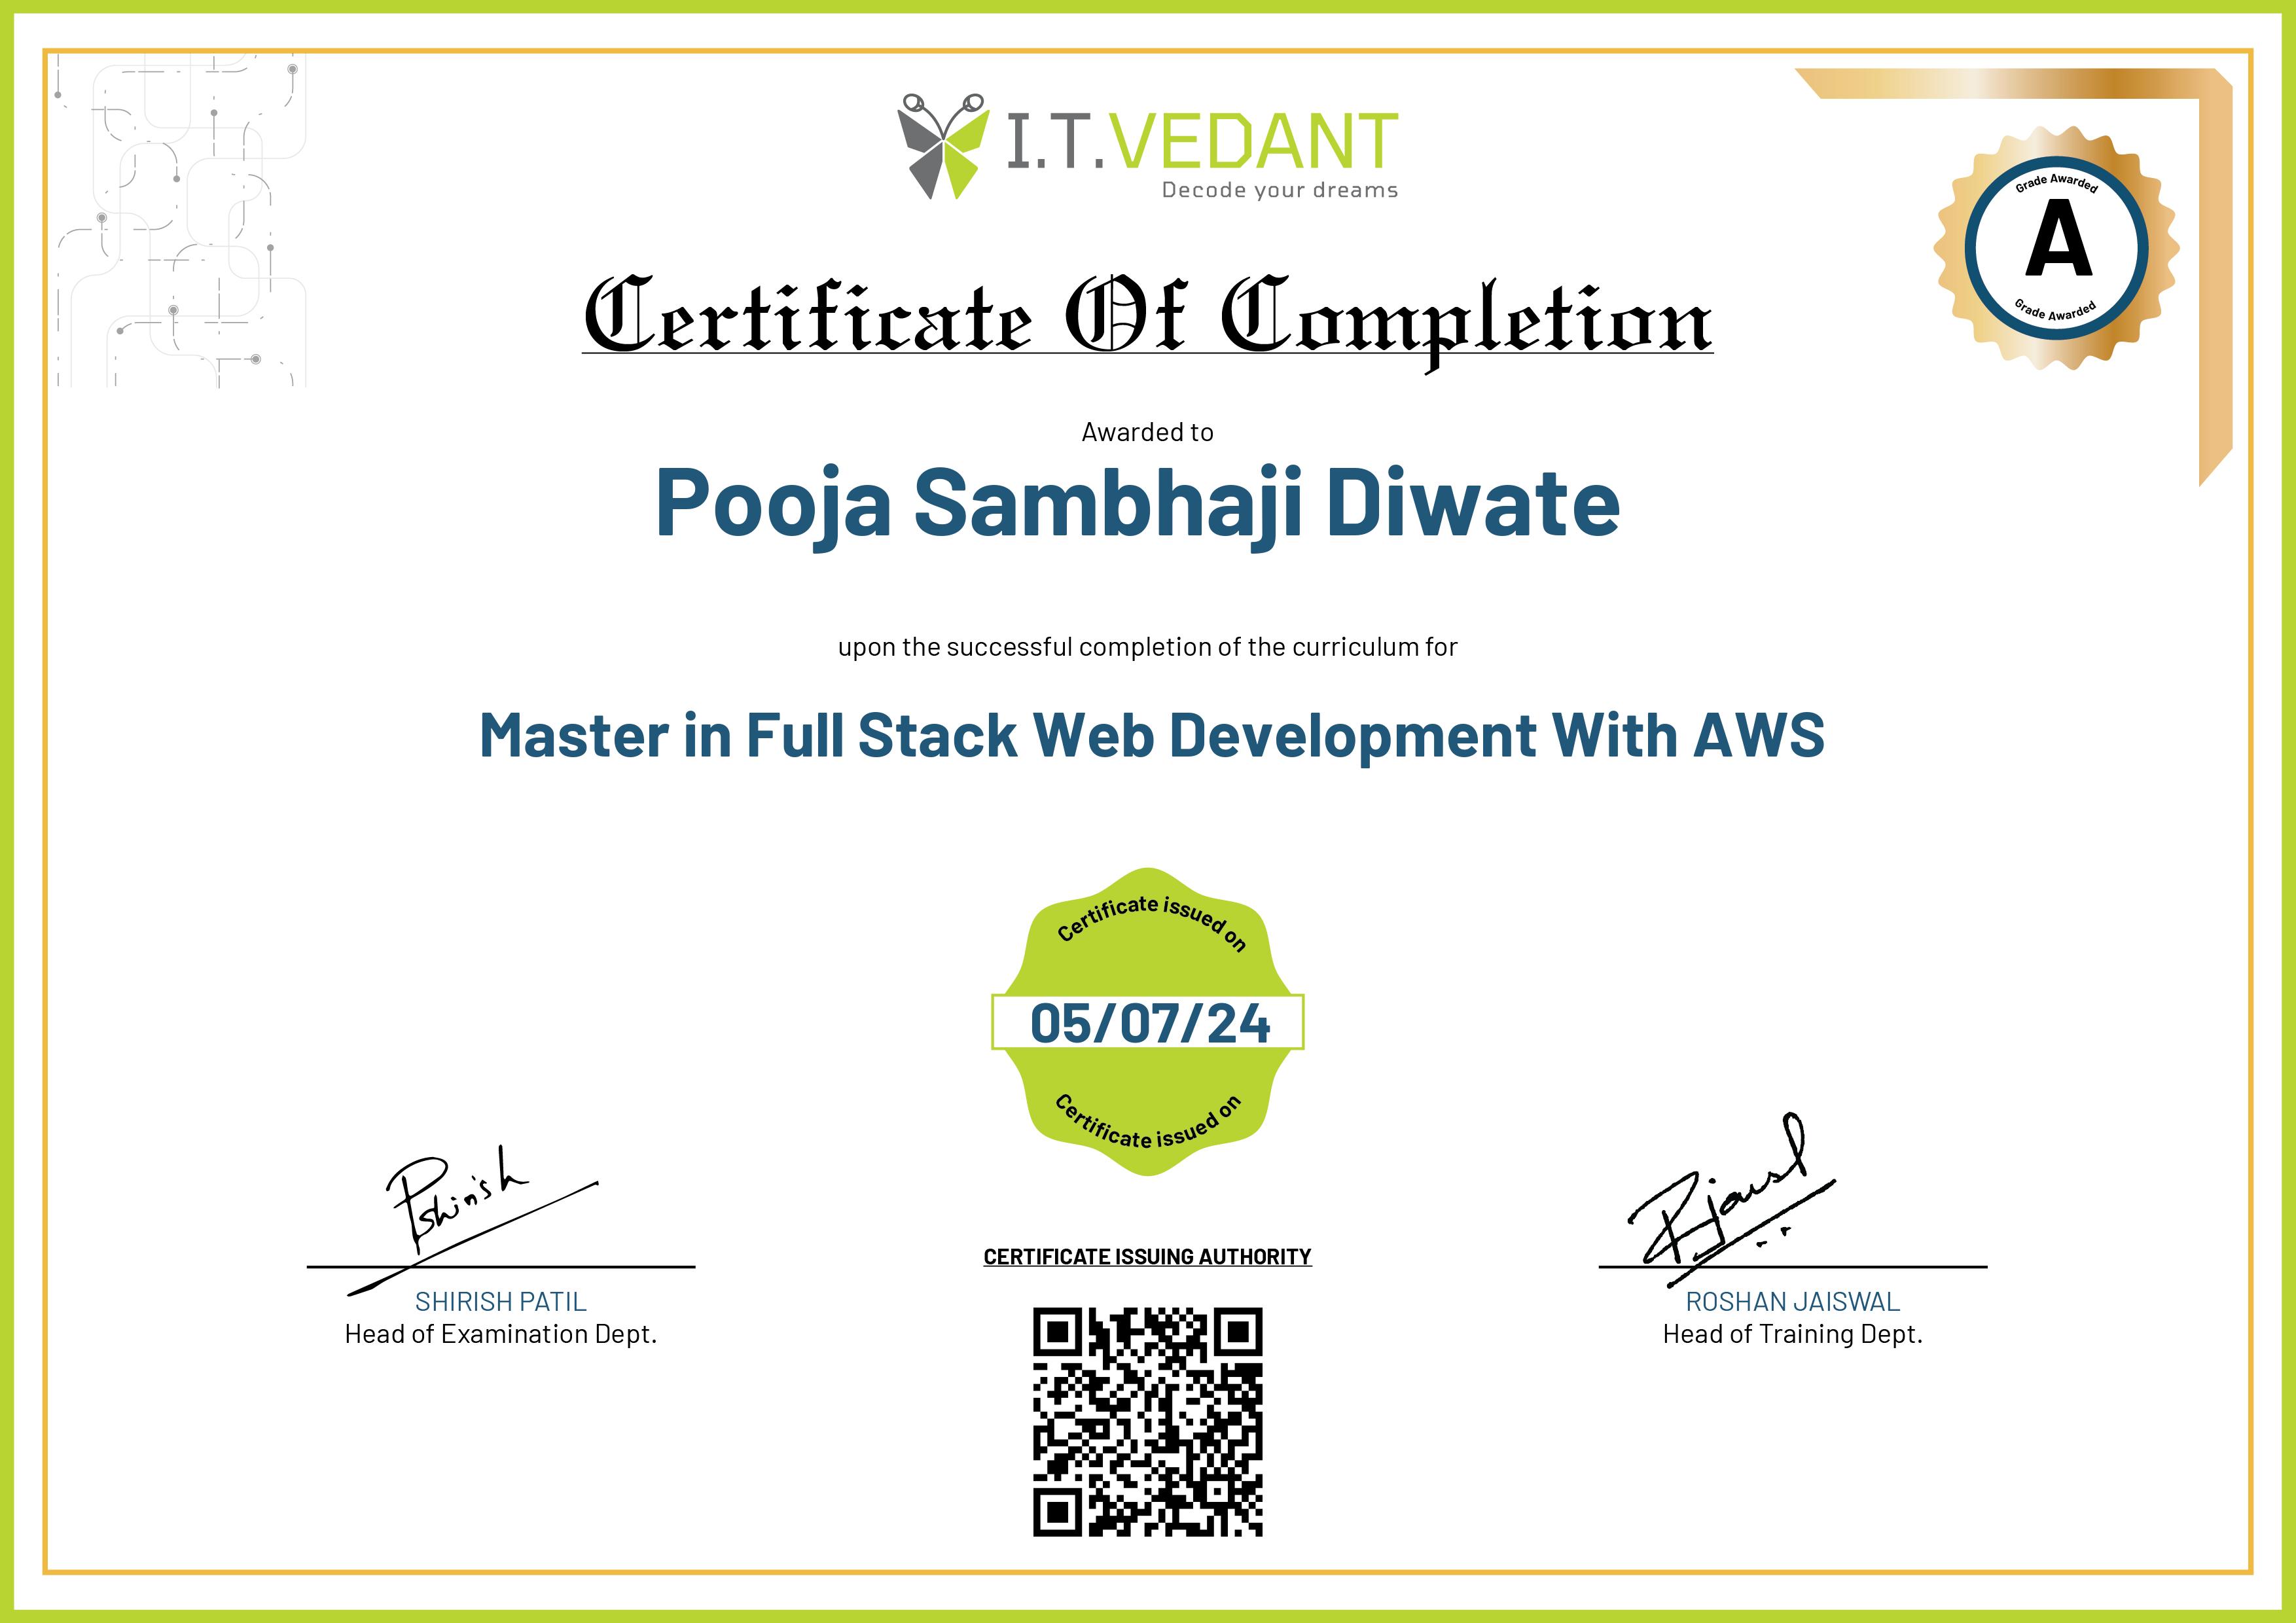 I.T.VEDANT
Decode your dreams
Grade Awarded
A
Grade Awarded
Certificate Of Completion
Awarded to
Pooja Sambhaji Diwate
upon the successful completion of the curriculum for
Master in Full Stack Web Development With AWS
Certificate issued on
05/07/24
Certificate issued on
Pshirish
Rjaiswal
CERTIFICATE ISSUING AUTHORITY
SHIRISH PATIL
Head of Examination Dept.
ROSHAN JAISWAL
Head of Training Dept.